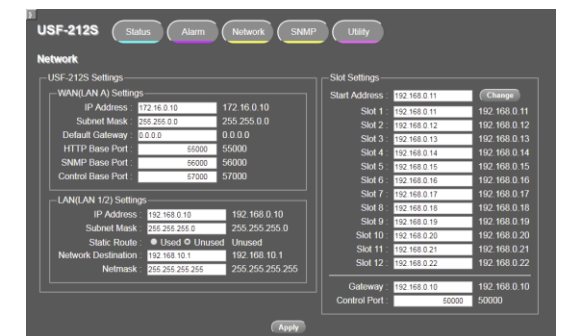 USF-212S Status Alarm Network SNMP Utility
Network
USF-212S Settings
WAN(LAN A) Settings
IP Address : 172.16.0.10 172.16.0.10
Subnet Mask : 255.255.0.0 255.255.0.0
Default Gateway : 0.0.0.0 0.0.0.0
HTTP Base Port : 55000 55000
SNMP Base Port : 56000 56000
Control Base Port : 57000 57000
LAN(LAN 1/2) Settings
IP Address : 192.168.0.10 192.168.0.10
Subnet Mask : 255.255.255.0 255.255.255.0
Static Route : Used Unused Unused
Network Destination : 192.168.10.1 192.168.10.1
Netmask : 255.255.255.255 255.255.255.255
Slot Settings
Start Address : 192.168.0.11 Change
Slot 1 : 192.168.0.11 192.168.0.11
Slot 2 : 192.168.0.12 192.168.0.12
Slot 3 : 192.168.0.13 192.168.0.13
Slot 4 : 192.168.0.14 192.168.0.14
Slot 5 : 192.168.0.15 192.168.0.15
Slot 6 : 192.168.0.16 192.168.0.16
Slot 7 : 192.168.0.17 192.168.0.17
Slot 8 : 192.168.0.18 192.168.0.18
Slot 9 : 192.168.0.19 192.168.0.19
Slot 10 : 192.168.0.20 192.168.0.20
Slot 11 : 192.168.0.21 192.168.0.21
Slot 12 : 192.168.0.22 192.168.0.22
Gateway : 192.168.0.10 192.168.0.10
Control Port : 50000 50000
Apply